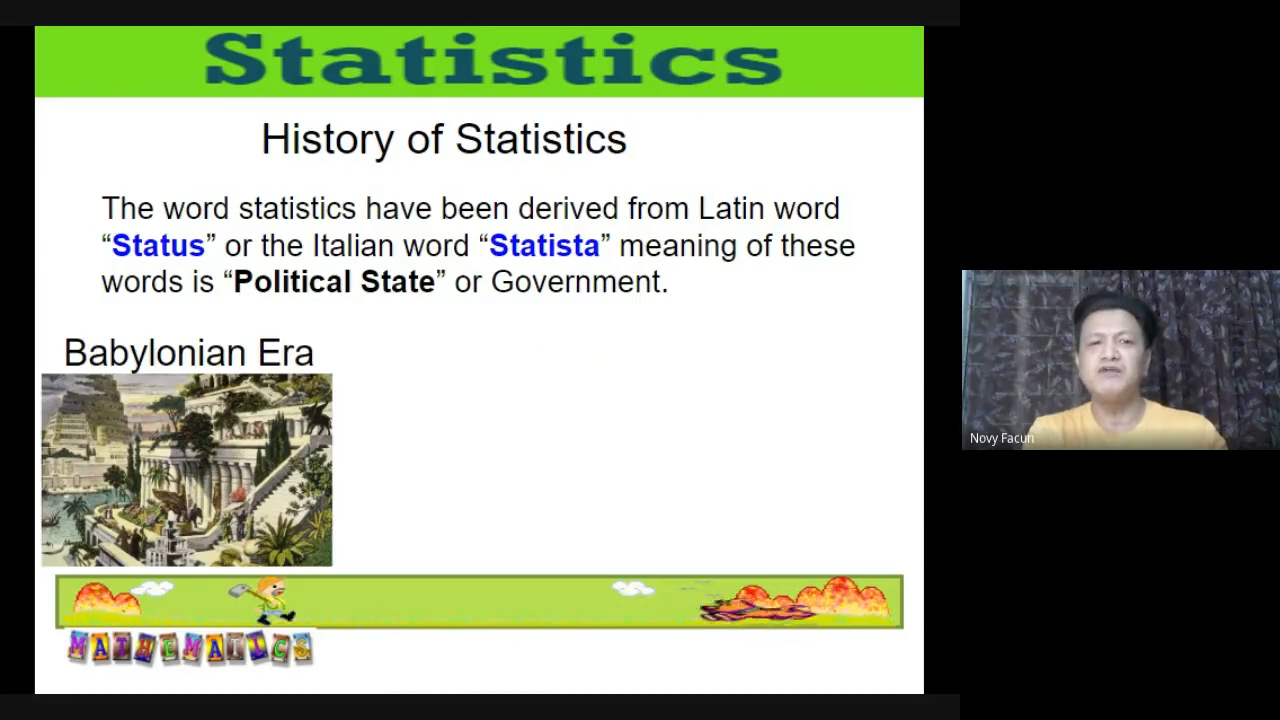 Statistics
History of Statistics
The word statistics have been derived from Latin word
“Status” or the Italian word “Statista” meaning of these
words is “Political State” or Government.
Babylonian Era
MATHEMATICS
Novy Facun